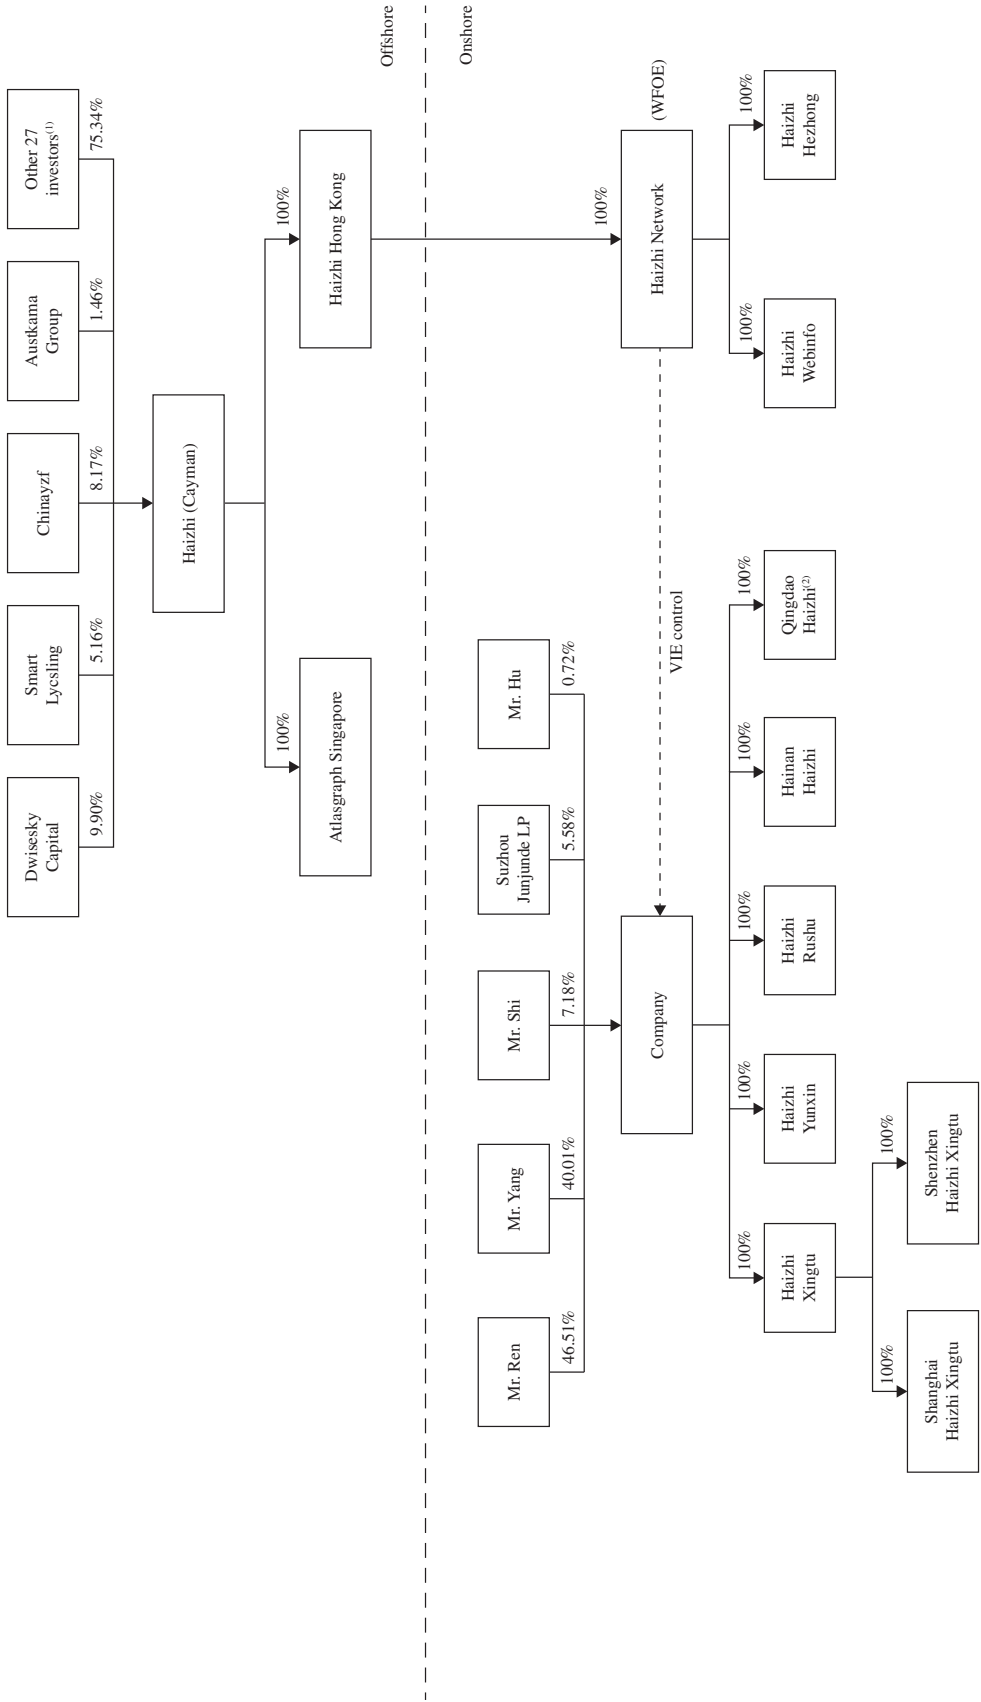 Dwisesky
Capital
Smart
Lycsling
Chinayzf
Austkama
Group
Other 27
investors(1)
9.90%
5.16%
8.17%
1.46%
75.34%
Haizhi (Cayman)
100%
100%
Atlasgraph Singapore
Haizhi Hong Kong
Offshore
Onshore
Mr. Ren
Mr. Yang
Mr. Shi
Suzhou
Junjunde LP
Mr. Hu
46.51%
40.01%
7.18%
5.58%
0.72%
100%
Company
VIE control
Haizhi Network
(WFOE)
100%
100%
100%
100%
100%
100%
100%
Haizhi
Xingtu
Haizhi
Yunxin
Haizhi
Rushu
Hainan
Haizhi
Qingdao
Haizhi(2)
Haizhi
Webinfo
Haizhi
Hezhong
100%
100%
Shanghai
Haizhi Xingtu
Shenzhen
Haizhi Xingtu